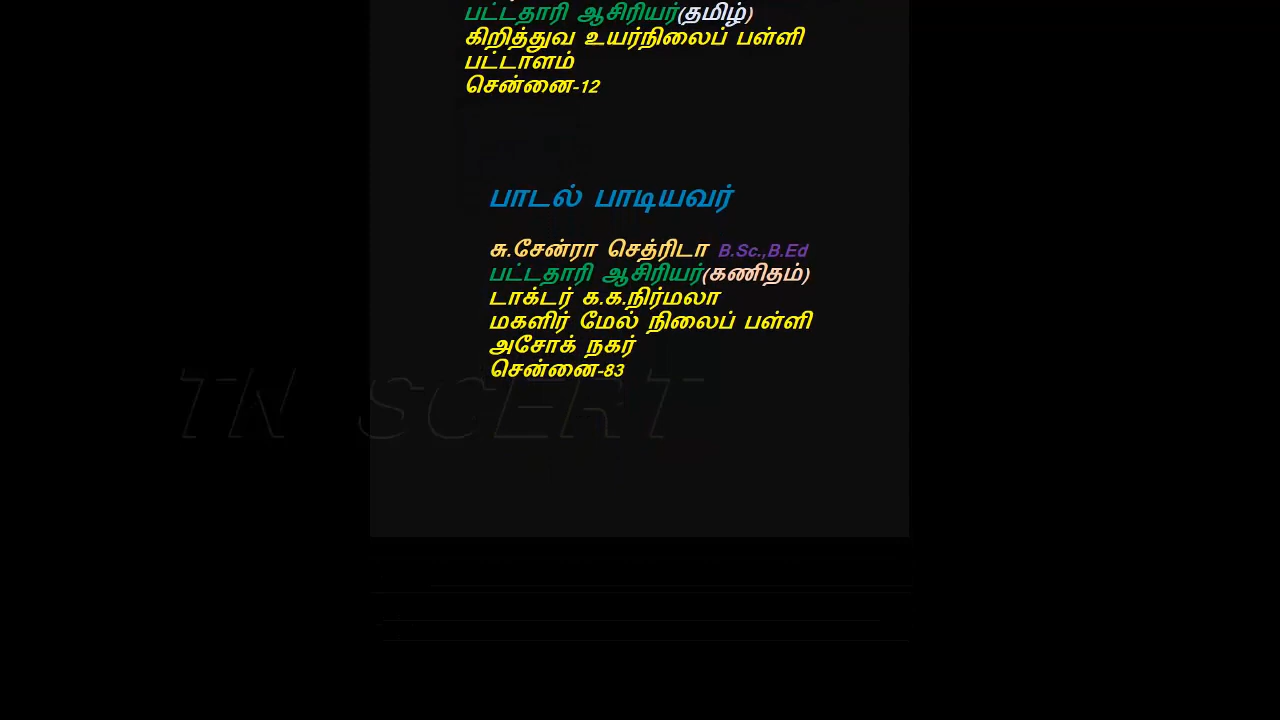 பட்டதாரி ஆசிரியர்(தமிழ்)
கிறித்துவ உயர்நிலைப் பள்ளி
பட்டாளம்
சென்னை-12
பாடல் பாடியவர்
சு.சேன்ரா செத்ரிடா B.Sc.,B.Ed
பட்டதாரி ஆசிரியர்(கணிதம்)
டாக்டர் க.க.நிர்மலா
மகளிர் மேல் நிலைப் பள்ளி
அசோக் நகர்
சென்னை-83
TN SCERT